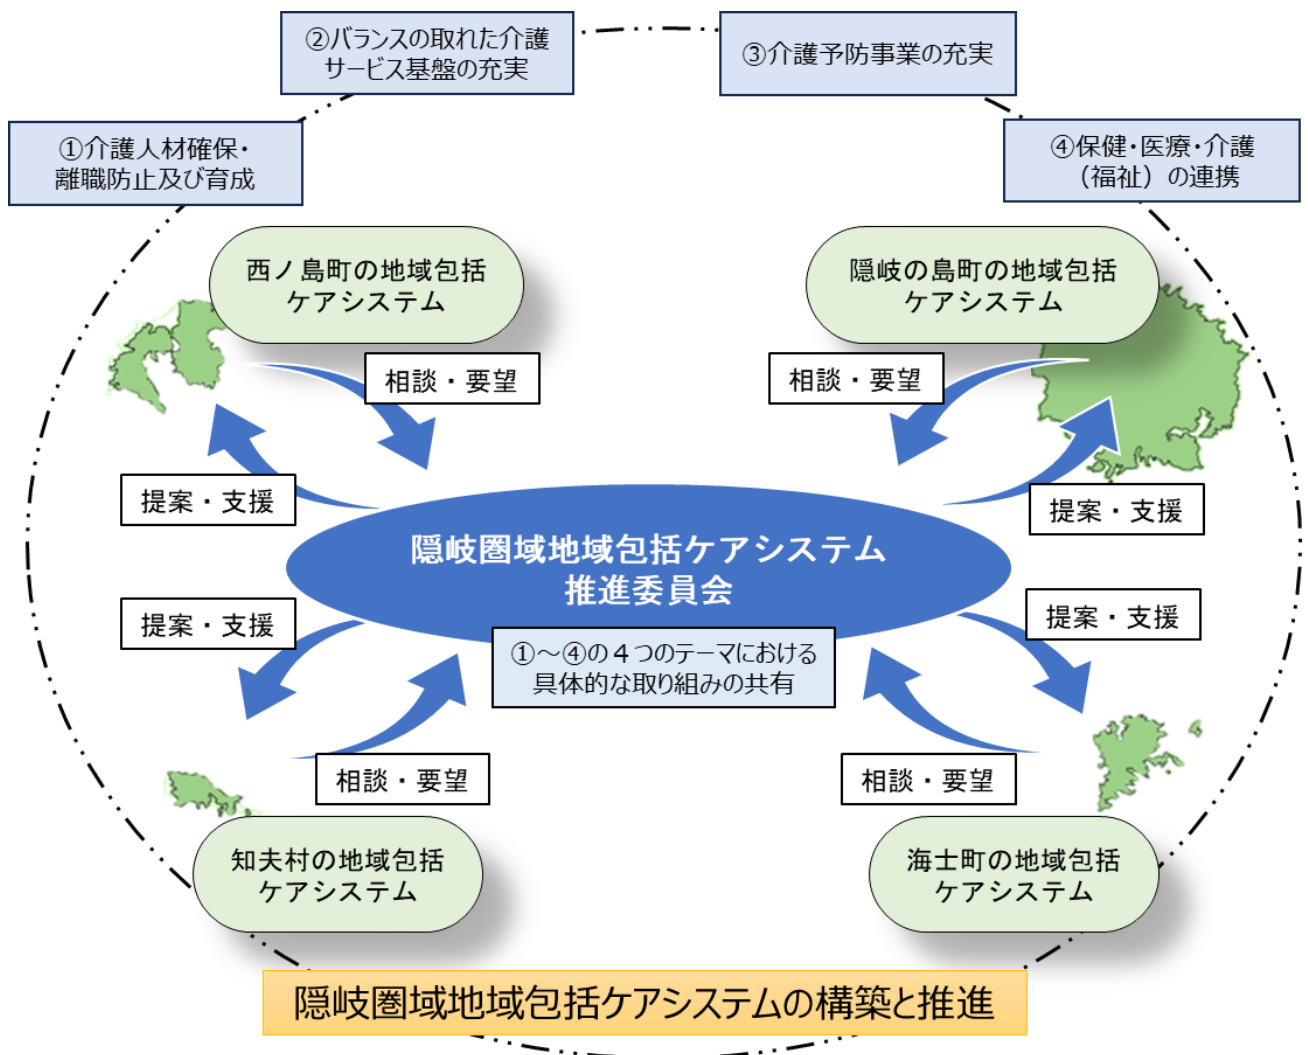 ②バランスの取れた介護
サービス基盤の充実
③介護予防事業の充実
①介護人材確保・
離職防止及び育成
④保健・医療・介護
（福祉）の連携
西ノ島町の地域包括
ケアシステム
隠岐の島町の地域包括
ケアシステム
相談・要望
相談・要望
提案・支援
提案・支援
隠岐圏域地域包括ケアシステム
推進委員会
提案・支援
提案・支援
①～④の４つのテーマにおける
具体的な取り組みの共有
相談・要望
相談・要望
知夫村の地域包括
ケアシステム
海士町の地域包括
ケアシステム
隠岐圏域地域包括ケアシステムの構築と推進